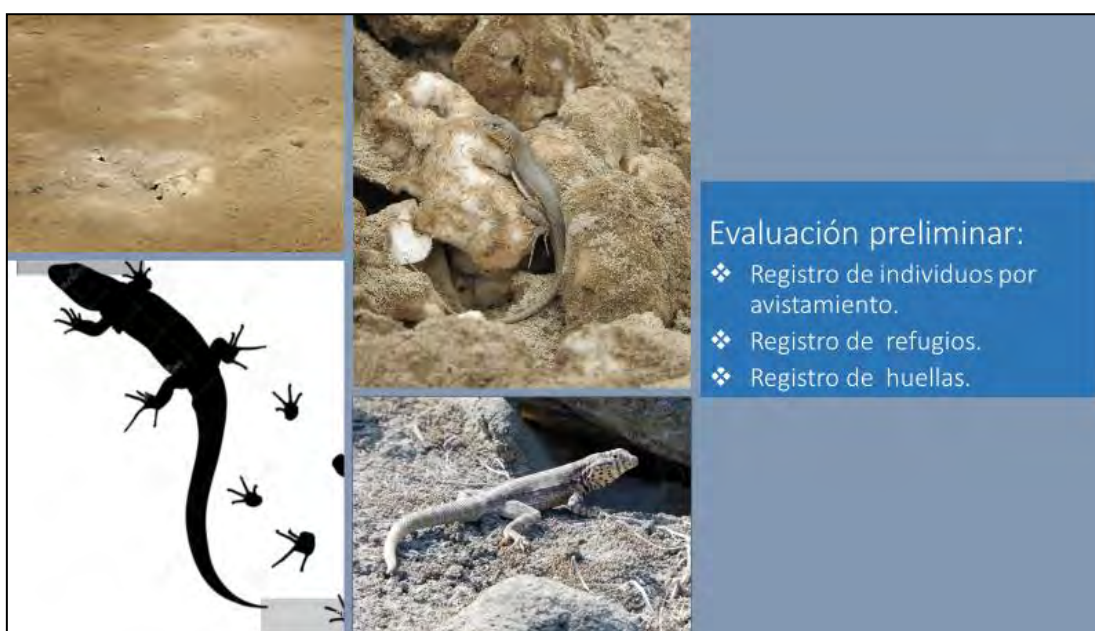 Evaluación preliminar:
❖ Registro de individuos por
avistamiento.
❖ Registro de refugios.
❖ Registro de huellas.